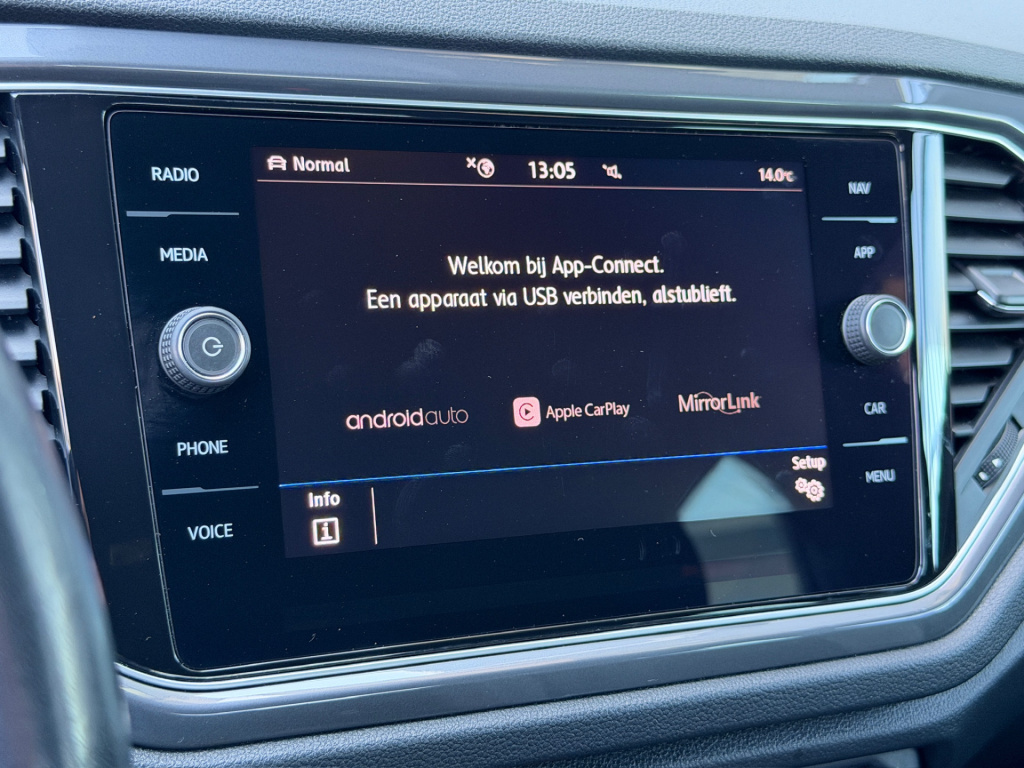 RADIO
MEDIA
PHONE
VOICE
Normal
13:05
14.0°C
Welkom bij App-Connect.
Een apparaat via USB verbinden, alstublieft.
androidauto
Apple CarPlay
MirrorLink
Info
Setup
NAV
APP
CAR
MENU